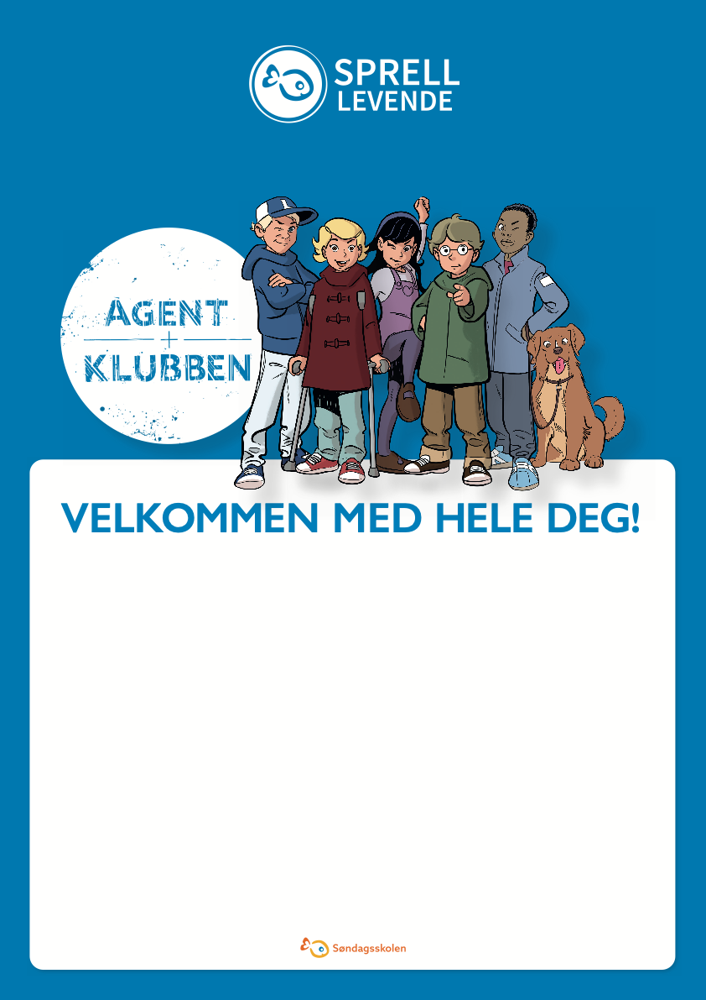 SPRELL
LEVENDE
AGENT
KLUBBEN
VELKOMMEN MED HELE DEG!
Søndagsskolen